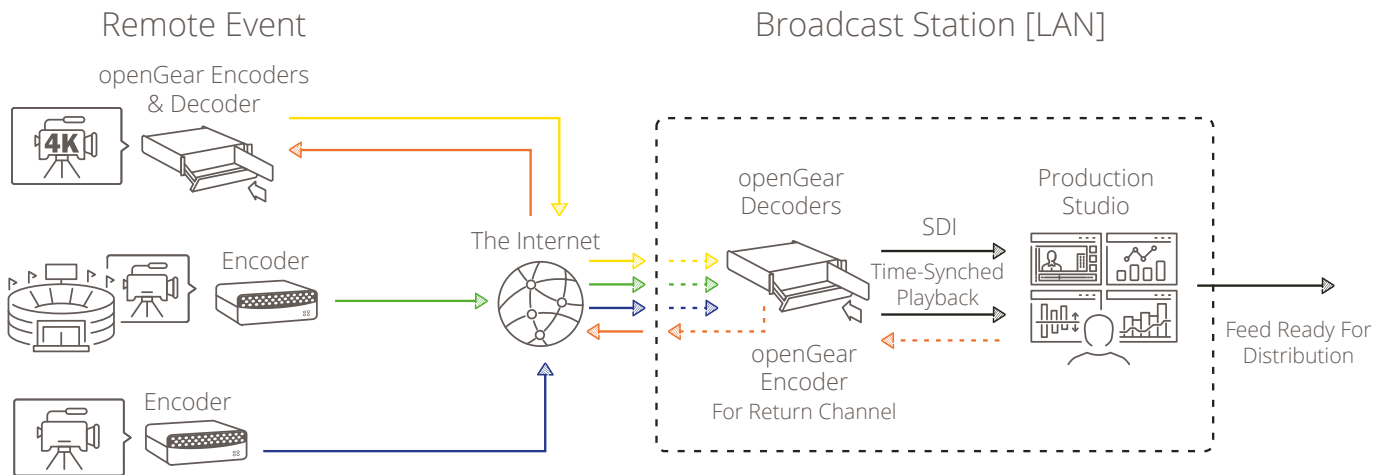 Remote Event
Broadcast Station [LAN]
openGear Encoders
& Decoder
4K
The Internet
Encoder
Encoder
openGear
Decoders
SDI
Time-Synched
Playback
openGear
Encoder
For Return Channel
Production
Studio
Feed Ready For
Distribution